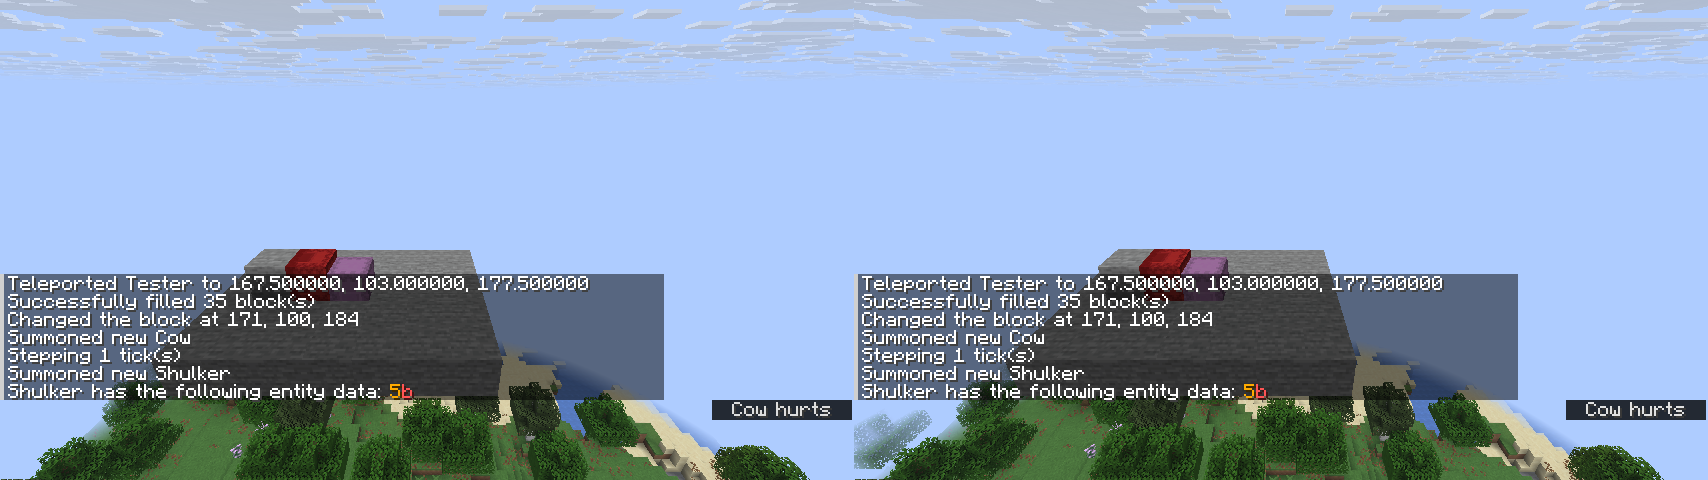 Teleported Tester to 167.500000, 103.000000, 177.500000
Successfully filled 35 block(s)
Changed the block at 171, 100, 184
Summoned new Cow
Stepping 1 tick(s)
Summoned new Shulker
Shulker has the following entity data: 5b
Cow hurts
Teleported Tester to 167.500000, 103.000000, 177.500000
Successfully filled 35 block(s)
Changed the block at 171, 100, 184
Summoned new Cow
Stepping 1 tick(s)
Summoned new Shulker
Shulker has the following entity data: 5b
Cow hurts